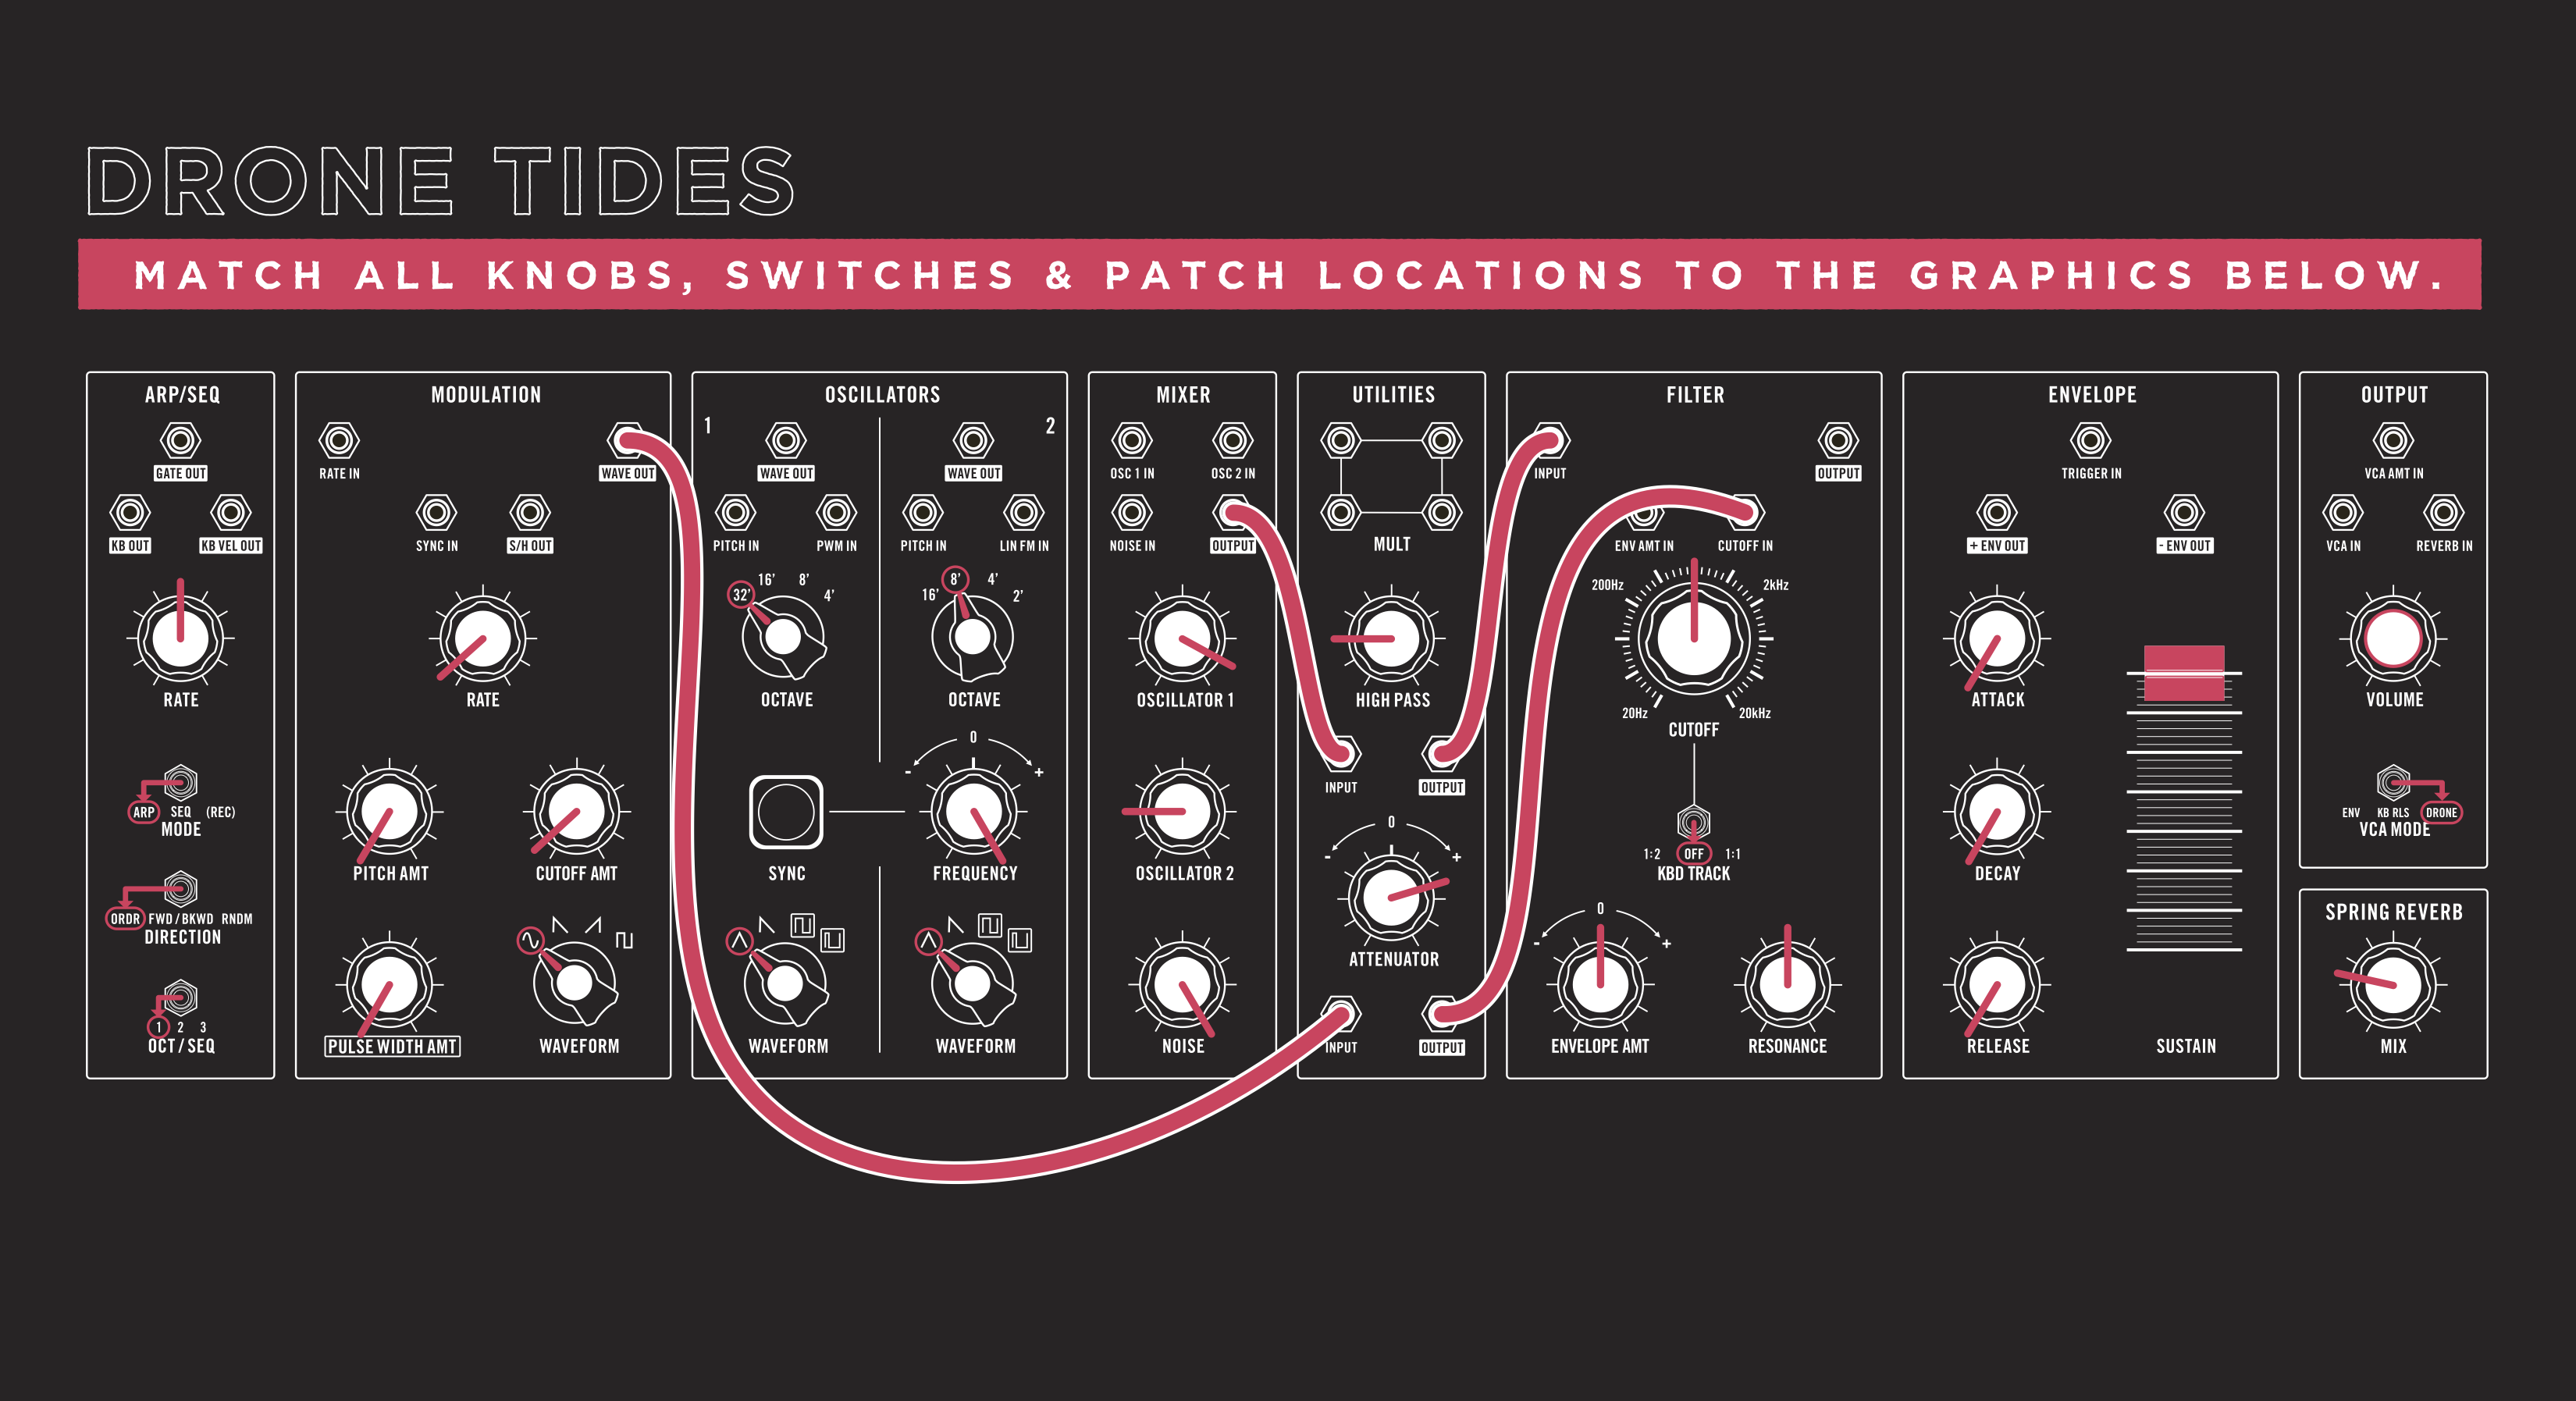 DRONE TIDES
MATCH ALL KNOBS, SWITCHES & PATCH LOCATIONS TO THE GRAPHICS BELOW.
ARP/SEQ
GATE OUT
KB OUT
KB VEL OUT
RATE
ARP SEQ (REC)
MODE
ORDR FWD / BKWD RNDM
DIRECTION
1 2 3
OCT / SEQ
MODULATION
RATE IN
WAVE OUT
SYNC IN
S/H OUT
RATE
PITCH AMT
CUTOFF AMT
PULSE WIDTH AMT
WAVEFORM
OSCILLATORS
1
2
WAVE OUT
WAVE OUT
PITCH IN
PWM IN
PITCH IN
LIN FM IN
32' 16' 8' 4'
OCTAVE
16' 8' 4' 2'
OCTAVE
SYNC
- 0 +
FREQUENCY
WAVEFORM
WAVEFORM
MIXER
OSC 1 IN
OSC 2 IN
NOISE IN
OUTPUT
OSCILLATOR 1
OSCILLATOR 2
NOISE
UTILITIES
MULT
HIGH PASS
INPUT
OUTPUT
- 0 +
ATTENUATOR
INPUT
OUTPUT
FILTER
INPUT
OUTPUT
ENV AMT IN
CUTOFF IN
200Hz
2kHz
20Hz
20kHz
CUTOFF
1:2 OFF 1:1
KBD TRACK
- 0 +
ENVELOPE AMT
RESONANCE
ENVELOPE
TRIGGER IN
+ ENV OUT
- ENV OUT
ATTACK
DECAY
RELEASE
SUSTAIN
OUTPUT
VCA AMT IN
VCA IN
REVERB IN
VOLUME
ENV KB RLS DRONE
VCA MODE
SPRING REVERB
MIX